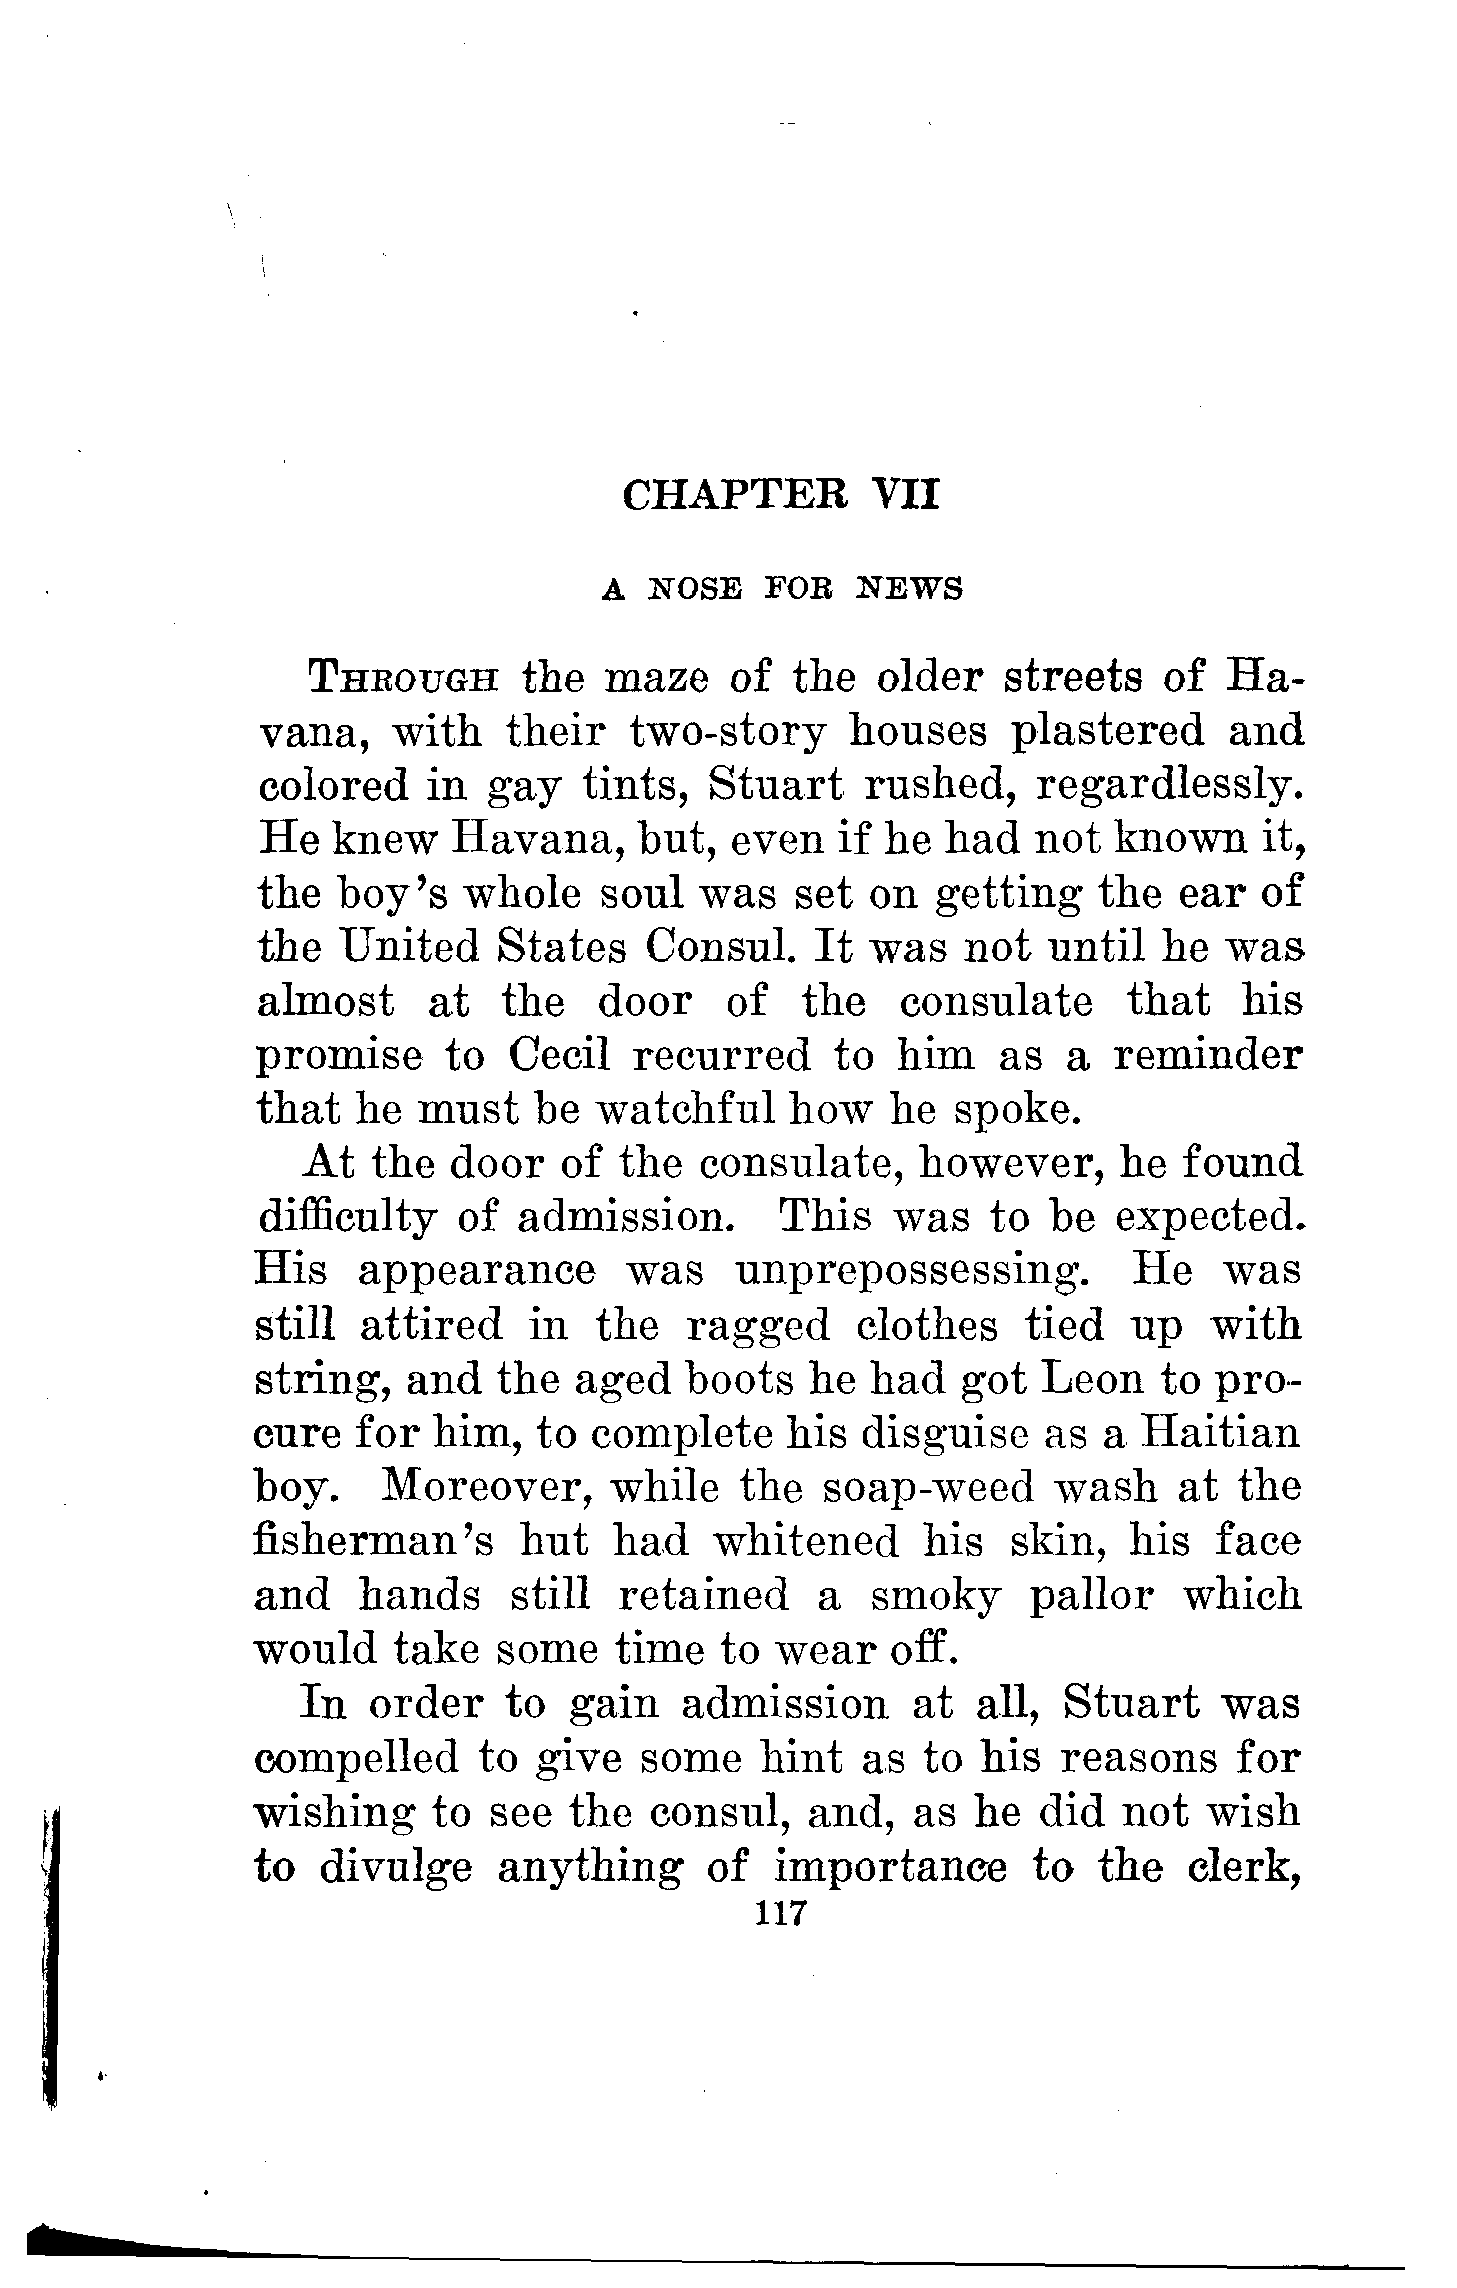 CHAPTER VII
A NOSE FOR NEWS
THROUGH the maze of the older streets of Ha-
vana, with their two-story houses plastered and
colored in gay tints, Stuart rushed, regardlessly.
He knew Havana, but, even if he had not known it,
the boy's whole soul was set on getting the ear of
the United States Consul. It was not until he was
almost at the door of the consulate that his
promise to Cecil recurred to him as a reminder
that he must be watchful how he spoke.
At the door of the consulate, however, he found
difficulty of admission. This was to be expected.
His appearance was unprepossessing. He was
still attired in the ragged clothes tied up with
string, and the aged boots he had got Leon to pro-
cure for him, to complete his disguise as a Haitian
boy. Moreover, while the soap-weed wash at the
fisherman's hut had whitened his skin, his face
and hands still retained a smoky pallor which
would take some time to wear off.
In order to gain admission at all, Stuart was
compelled to give some hint as to his reasons for
wishing to see the consul, and, as he did not wish
to divulge anything of importance to the clerk,
117